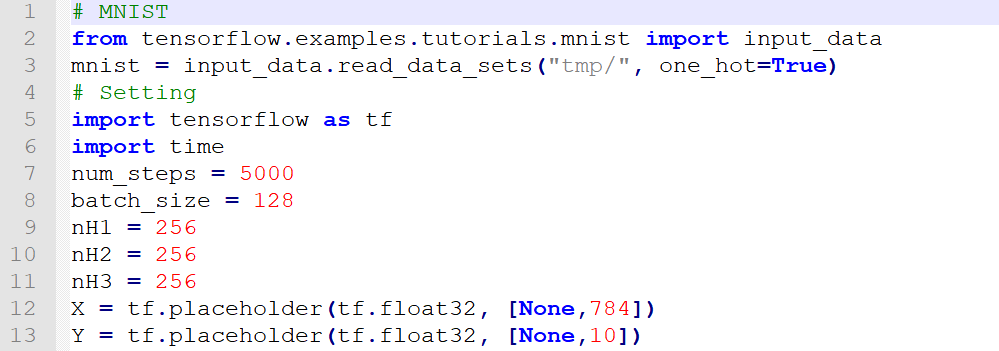 1 # MNIST
2 from tensorflow.examples.tutorials.mnist import input_data
3 mnist = input_data.read_data_sets("tmp/", one_hot=True)
4 # Setting
5 import tensorflow as tf
6 import time
7 num_steps = 5000
8 batch_size = 128
9 nH1 = 256
10 nH2 = 256
11 nH3 = 256
12 X = tf.placeholder(tf.float32, [None,784])
13 Y = tf.placeholder(tf.float32, [None,10])